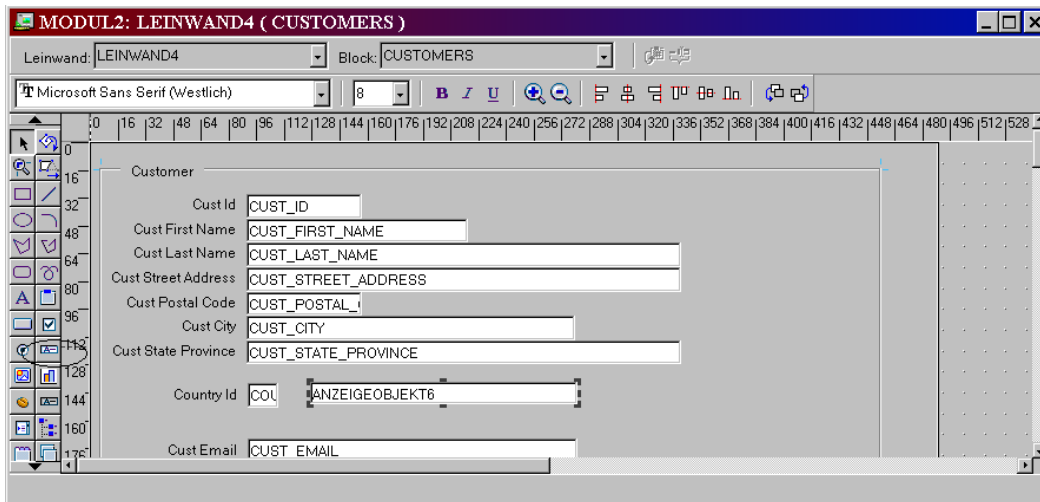 MODUL2: LEINWAND4 ( CUSTOMERS )
Leinwand: LEINWAND4 Block: CUSTOMERS
Microsoft Sans Serif (Westlich) 8 B I U
0 16 32 48 64 80 96 112 128 144 160 176 192 208 224 240 256 272 288 304 320 336 352 368 384 400 416 432 448 464 480 496 512 528
0
16
32
48
64
80
96
112
128
144
160
176
Customer
Cust Id CUST_ID
Cust First Name CUST_FIRST_NAME
Cust Last Name CUST_LAST_NAME
Cust Street Address CUST_STREET_ADDRESS
Cust Postal Code CUST_POSTAL_
Cust City CUST_CITY
Cust State Province CUST_STATE_PROVINCE
Country Id COU ANZEIGEOBJEKT6
Cust Email CUST_EMAIL